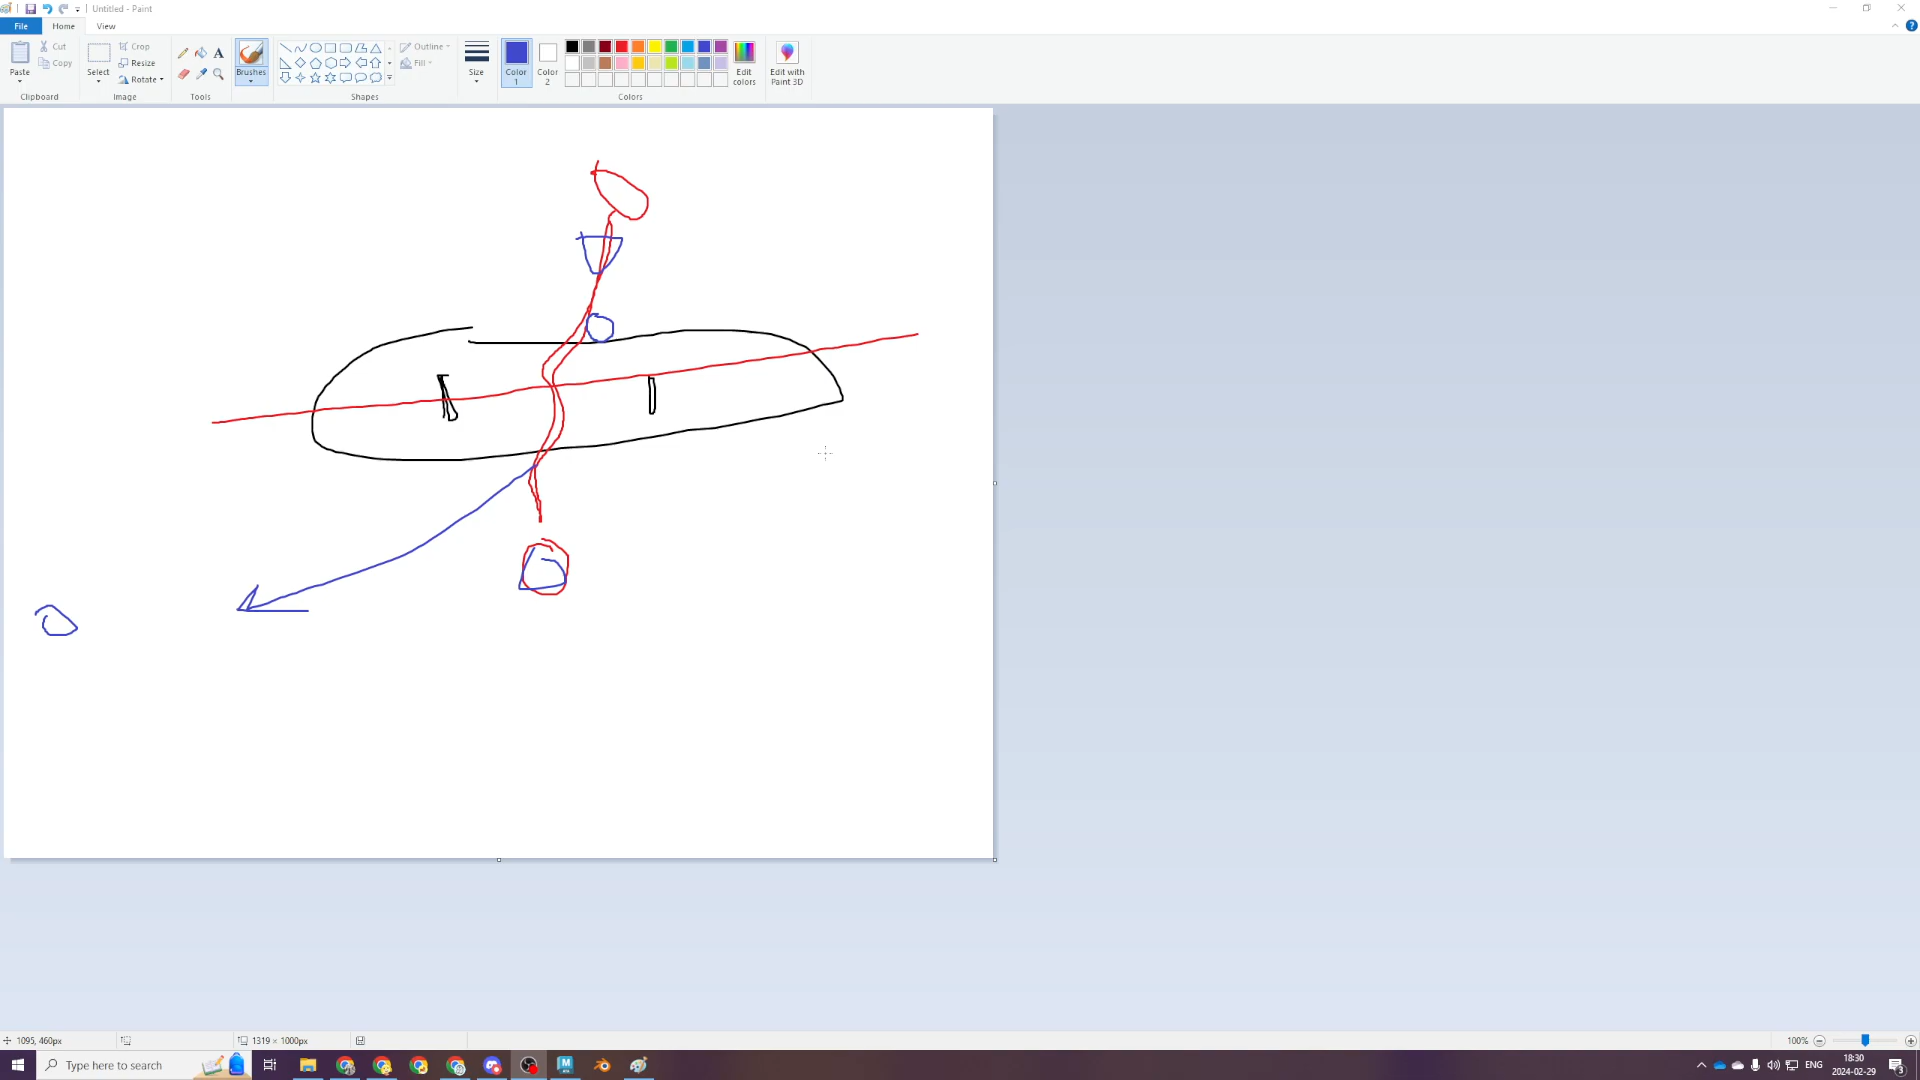 Untitled - Paint
File Home View
Paste
Cut
Copy
Clipboard
Select
Crop
Resize
Rotate
Image
A
Tools
Brushes
Outline
Fill
Shapes
Size
Color 1
Color 2
Edit colors
Colors
Edit with Paint 3D
1095, 460px
1319 × 1000px
100%
Type here to search
M
ENG
18:30
2024-02-29
3